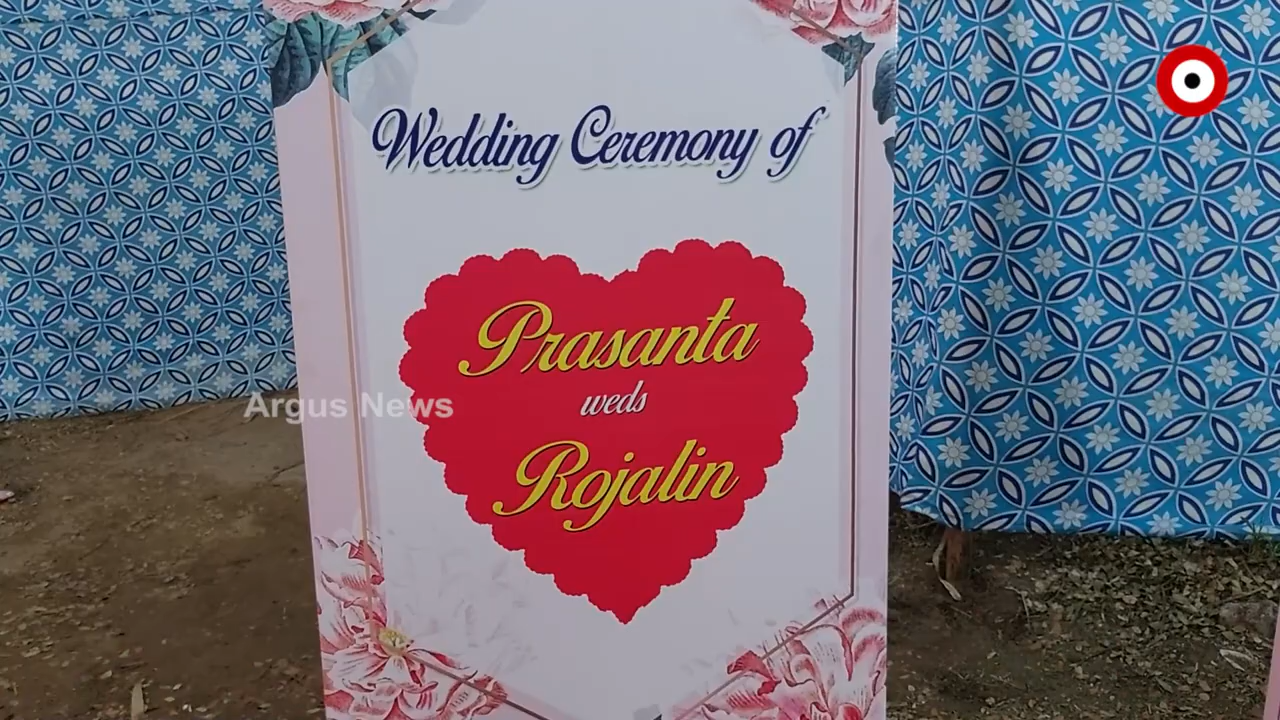 Wedding Ceremony of
Prasanta
weds
Rojalin
Argus News